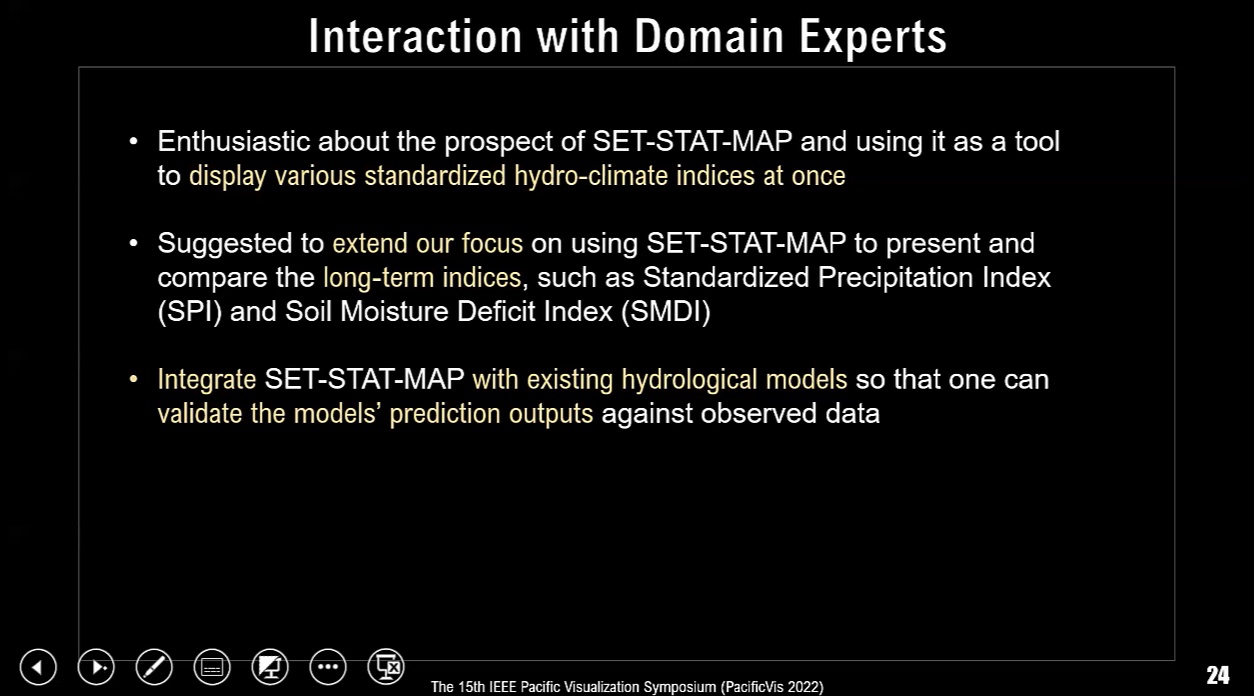 Interaction with Domain Experts
• Enthusiastic about the prospect of SET-STAT-MAP and using it as a tool
to display various standardized hydro-climate indices at once
• Suggested to extend our focus on using SET-STAT-MAP to present and
compare the long-term indices, such as Standardized Precipitation Index
(SPI) and Soil Moisture Deficit Index (SMDI)
• Integrate SET-STAT-MAP with existing hydrological models so that one can
validate the models’ prediction outputs against observed data
The 15th IEEE Pacific Visualization Symposium (PacificVis 2022)
24